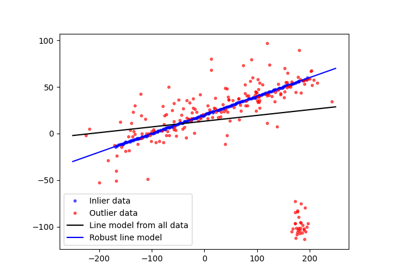 100
50
0
−50
−100
Inlier data
Outlier data
Line model from all data
Robust line model
−200 −100 0 100 200